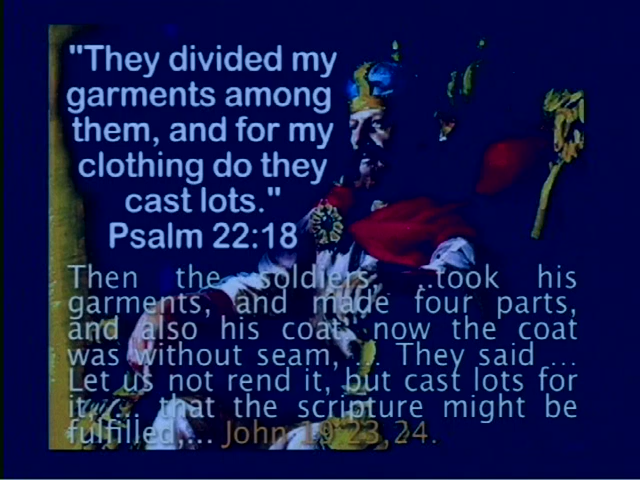 "They divided my
garments among
them, and for my
clothing do they
cast lots."
Psalm 22:18
Then the soldiers, ...took his
garments, and made four parts,
and also his coat: now the coat
was without seam, ... They said ...
Let us not rend it, but cast lots for
it, ... that the scripture might be
fulfilled,... John 19:23,24.